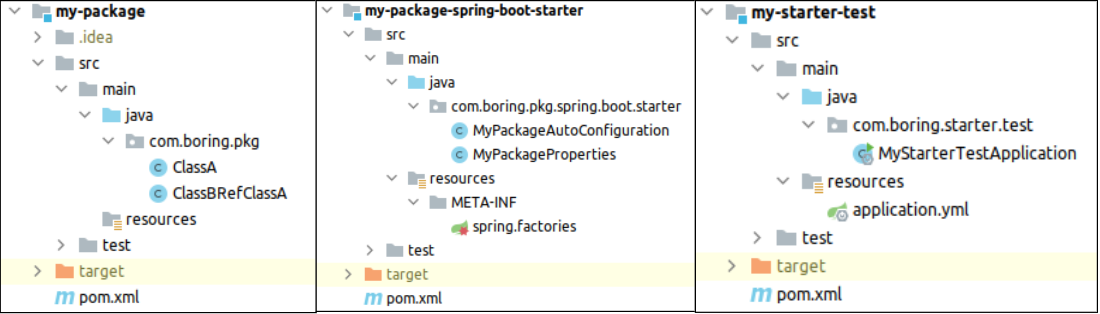 my-package
.idea
src
main
java
com.boring.pkg
ClassA
ClassBRefClassA
resources
test
target
pom.xml
my-package-spring-boot-starter
src
main
java
com.boring.pkg.spring.boot.starter
MyPackageAutoConfiguration
MyPackageProperties
resources
META-INF
spring.factories
test
target
pom.xml
my-starter-test
src
main
java
com.boring.starter.test
MyStarterTestApplication
resources
application.yml
test
target
pom.xml